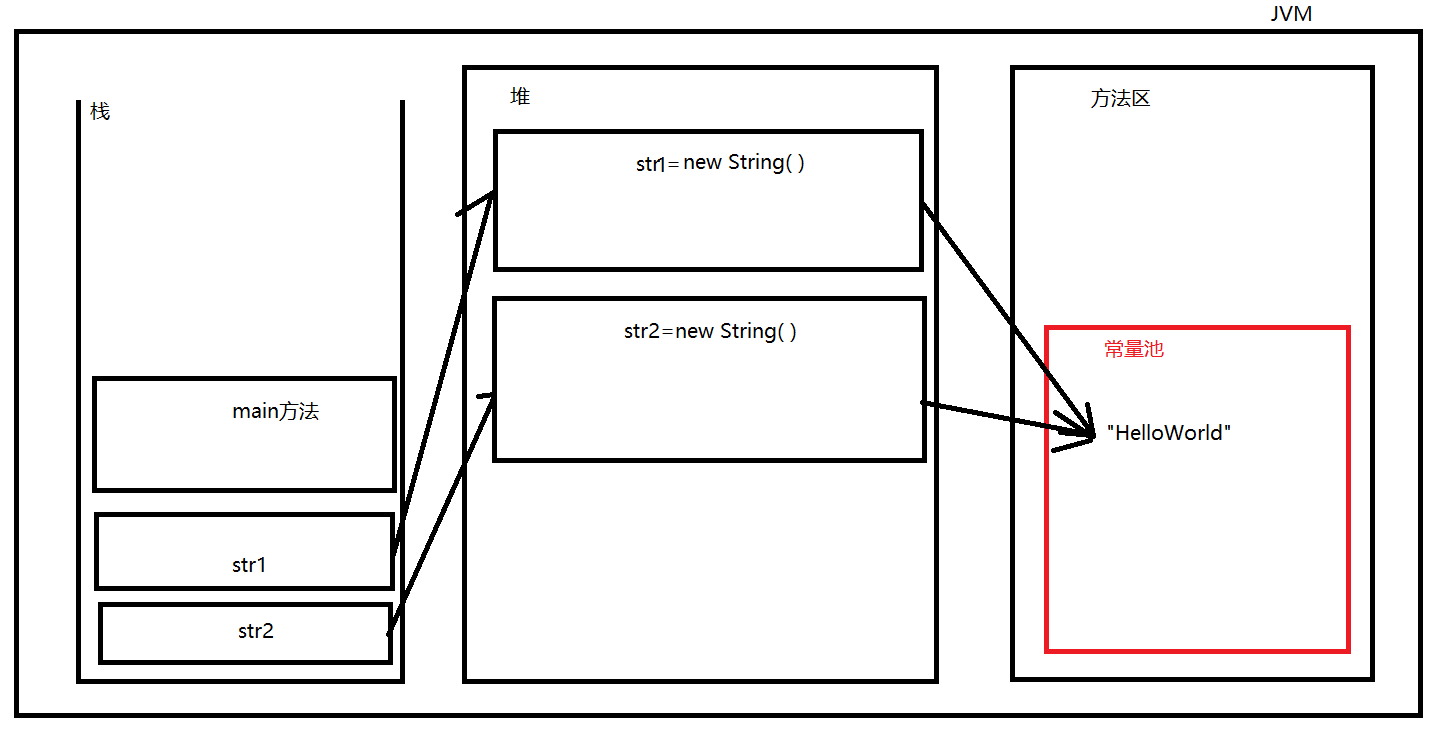 JVM
栈
main方法
str1
str2
堆
str1=new String( )
str2=new String( )
方法区
常量池
"HelloWorld"